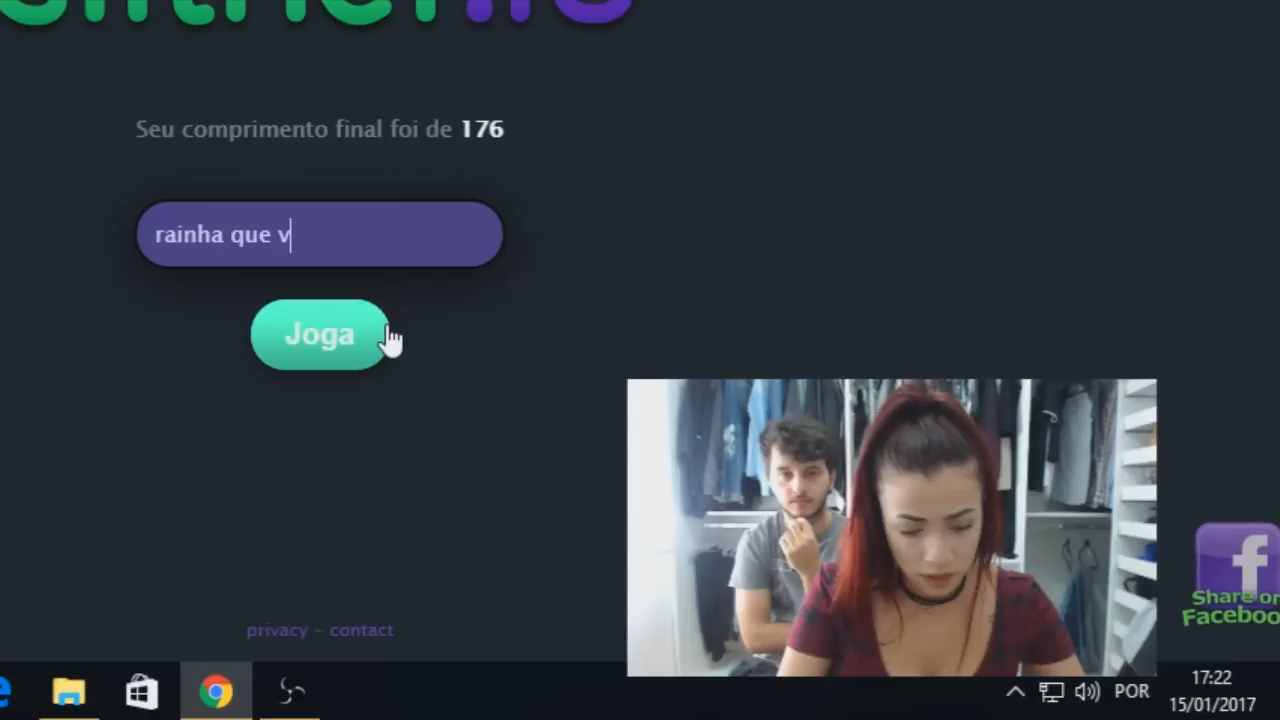 Seu comprimento final foi de 176
rainha que v
Joga
Share on
privacy - contact
POR
17:22
15/01/2017